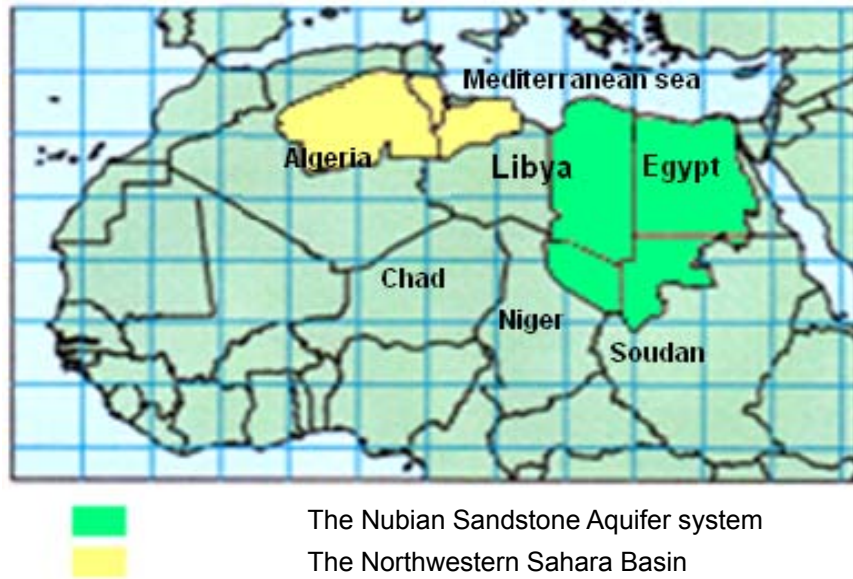 Mediterranean sea
Algeria
Libya
Egypt
Chad
Niger
Soudan
The Nubian Sandstone Aquifer system
The Northwestern Sahara Basin